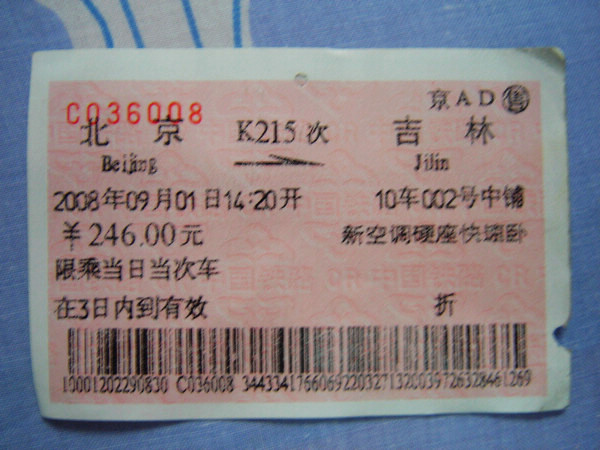 C036008
京AD售
北京 K215次 吉林
Beijing Jilin
2008年09月01日14:20开 10车002号中铺
￥246.00元 新空调硬座快速卧
限乘当日当次车
在3日内到有效 折
10001202290830 C036008 3443341766069220327132003972632846​1269